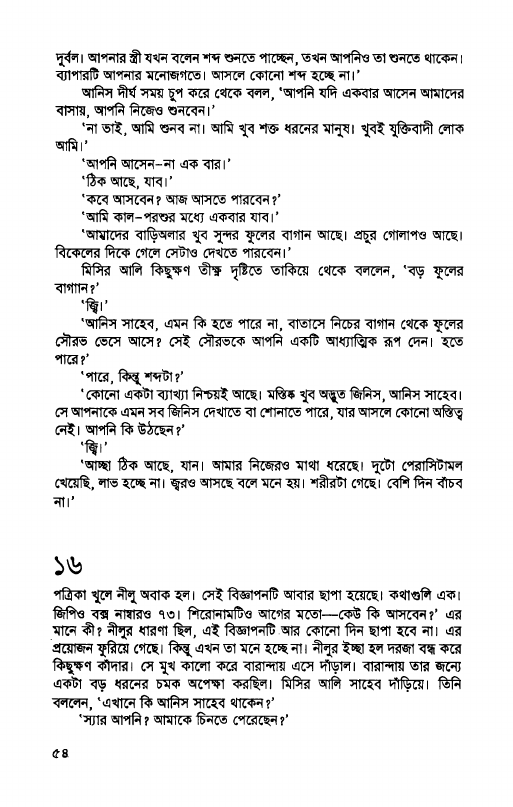 দুর্বল। আপনার স্ত্রী যখন বলেন শব্দ শুনতে পাচ্ছেন, তখন আপনিও তা শুনতে থাকেন।
ব্যাপারটি আপনার মনোজগতে। আসলে কোনো শব্দ হচ্ছে না।’
আনিস দীর্ঘ সময় চুপ করে থেকে বলল, ‘আপনি যদি একবার আসেন আমাদের
বাসায়, আপনি নিজেও শুনবেন।’
‘না ভাই, আমি শুনব না। আমি খুব শক্ত ধরনের মানুষ। খুবই যুক্তিবাদী লোক
আমি।’
‘আপনি আসেন–না এক বার।’
‘ঠিক আছে, যাব।’
‘কবে আসবেন? আজ আসতে পারবেন?’
‘আমি কাল–পরশুর মধ্যে একবার যাব।’
‘আমাদের বাড়িঅলার খুব সুন্দর ফুলের বাগান আছে। প্রচুর গোলাপও আছে।
বিকেলের দিকে গেলে সেটাও দেখতে পারবেন।’
মিসির আলি কিছুক্ষণ তীক্ষ্ণ দৃষ্টিতে তাকিয়ে থেকে বললেন, ‘বড় ফুলের
বাগান?’
‘জ্বি।’
‘আনিস সাহেব, এমন কি হতে পারে না, বাতাসে নিচের বাগান থেকে ফুলের
সৌরভ ভেসে আসে? সেই সৌরভকে আপনি একটি আধ্যাত্মিক রূপ দেন। হতে
পারে?’
‘পারে, কিন্তু শব্দটা?’
‘কোনো একটা ব্যাখ্যা নিশ্চয়ই আছে। মস্তিষ্ক খুব অদ্ভুত জিনিস, আনিস সাহেব।
সে আপনাকে এমন সব জিনিস দেখাতে বা শোনাতে পারে, যার আসলে কোনো অস্তিত্ব
নেই। আপনি কি উঠছেন?’
‘জ্বি।’
‘আচ্ছা ঠিক আছে, যান। আমার নিজেরও মাথা ধরেছে। দুটো পেরাসিটামল
খেয়েছি, লাভ হচ্ছে না। জ্বরও আসছে বলে মনে হয়। শরীরটা গেছে। বেশি দিন বাঁচব
না।’
১৬
পত্রিকা খুলে নীলু অবাক হল। সেই বিজ্ঞাপনটি আবার ছাপা হয়েছে। কথাগুলি এক।
জিপিও বক্স নাম্বারও ৭৩। শিরোনামটিও আগের মতো—কেউ কি আসবেন?’ এর
মানে কী? নীলুর ধারণা ছিল, এই বিজ্ঞাপনটি আর কোনো দিন ছাপা হবে না। এর
প্রয়োজন ফুরিয়ে গেছে। কিন্তু এখন তা মনে হচ্ছে না। নীলুর ইচ্ছা হল দরজা বন্ধ করে
কিছুক্ষণ কাঁদার। সে মুখ কালো করে বারান্দায় এসে দাঁড়াল। বারান্দায় তার জন্যে
একটা বড় ধরনের চমক অপেক্ষা করছিল। মিসির আলি সাহেব দাঁড়িয়ে। তিনি
বললেন, ‘এখানে কি আনিস সাহেব থাকেন?’
‘স্যার আপনি? আমাকে চিনতে পেরেছেন?’
৫৪